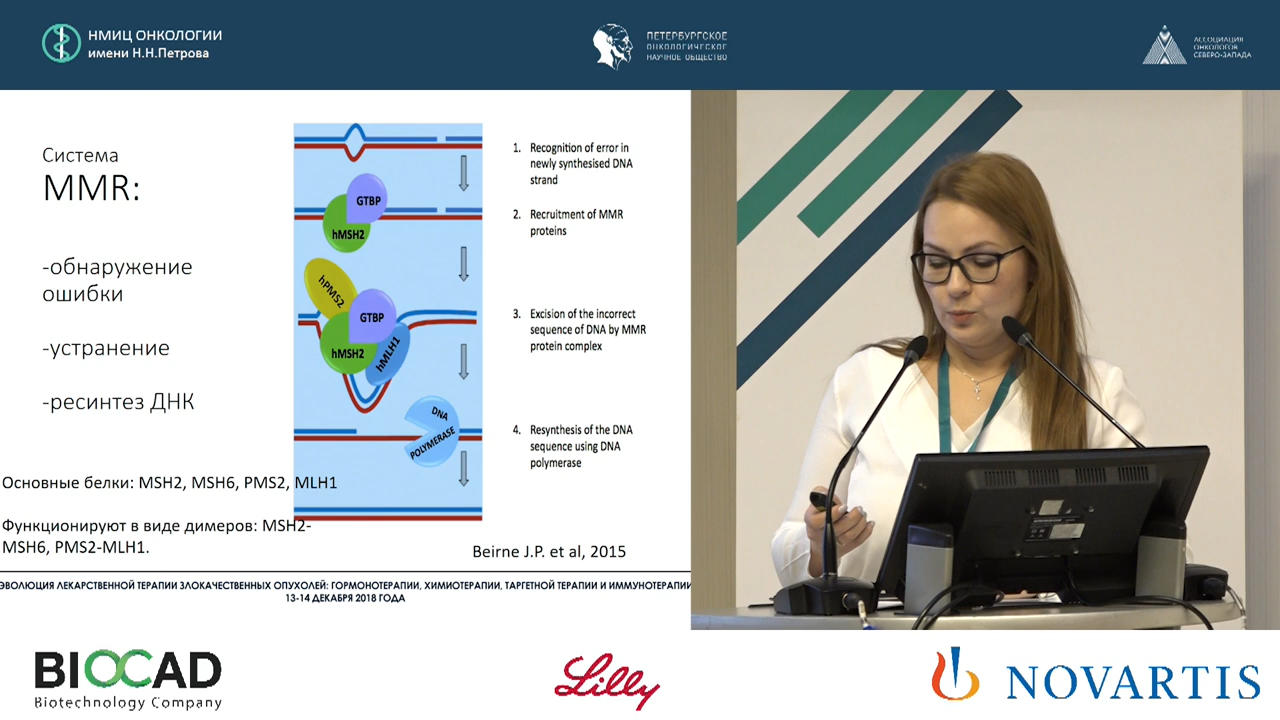 НМИЦ ОНКОЛОГИИ
имени Н.Н.Петрова
ПЕТЕРБУРГСКОЕ
ОНКОЛОГИЧЕСКОЕ
НАУЧНОЕ ОБЩЕСТВО
АССОЦИАЦИЯ
ОНКОЛОГОВ
СЕВЕРО-ЗАПАДА
Система
MMR:
-обнаружение
ошибки
-устранение
-ресинтез ДНК
GTBP
hMSH2
hPMS2
GTBP
hMSH2
hMLH1
DNA
POLYMERASE
1. Recognition of error in
newly synthesised DNA
strand
2. Recruitment of MMR
proteins
3. Excision of the incorrect
sequence of DNA by MMR
protein complex
4. Resynthesis of the DNA
sequence using DNA
polymerase
Основные белки: MSH2, MSH6, PMS2, MLH1
Функционируют в виде димеров: MSH2-
MSH6, PMS2-MLH1.
Beirne J.P. et al, 2015
ЭВОЛЮЦИЯ ЛЕКАРСТВЕННОЙ ТЕРАПИИ ЗЛОКАЧЕСТВЕННЫХ ОПУХОЛЕЙ: ГОРМОНОТЕРАПИИ, ХИМИОТЕРАПИИ, ТАРГЕТНОЙ ТЕРАПИИ И ИММУНОТЕРАПИИ
13-14 ДЕКАБРЯ 2018 ГОДА
BIOCAD
Biotechnology Company
Lilly
NOVARTIS